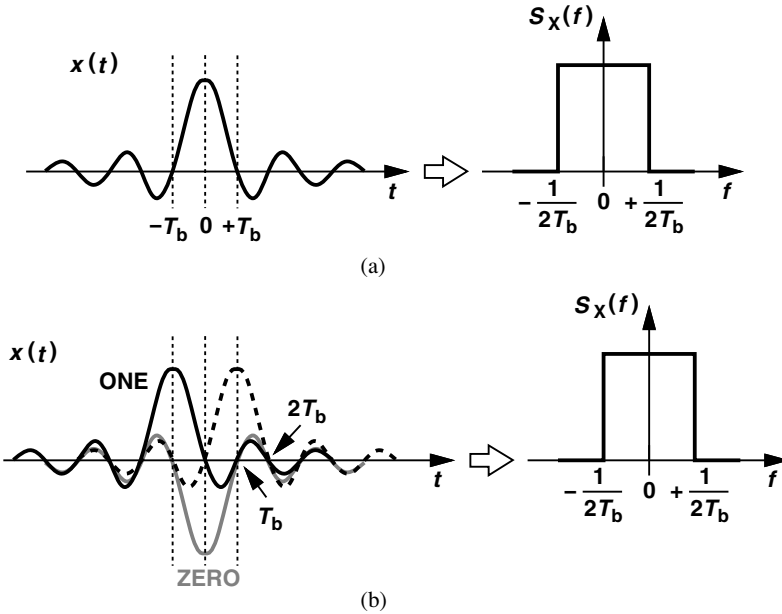 x(t)
S_X(f)
t
f
−T_b 0 +T_b
−1/2T_b 0 +1/2T_b
(a)
x(t)
S_X(f)
ONE
2T_b
t
T_b
f
−1/2T_b 0 +1/2T_b
ZERO
(b)